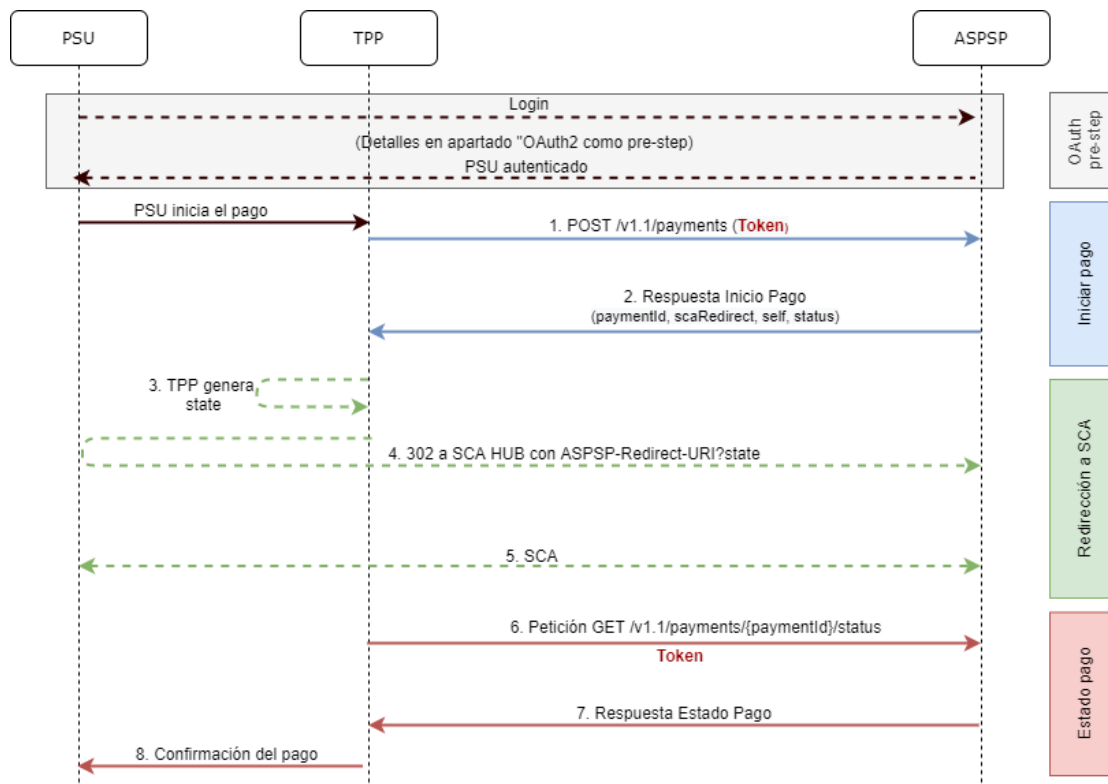 PSU
TPP
ASPSP
Login
(Detalles en apartado "OAuth2 como pre-step)
PSU autenticado
OAuth
pre-step
PSU inicia el pago
1. POST /v1.1/payments (Token)
2. Respuesta Inicio Pago
(paymentId, scaRedirect, self, status)
Iniciar pago
3. TPP genera
state
4. 302 a SCA HUB con ASPSP-Redirect-URI?state
5. SCA
Redirección a SCA
6. Petición GET /v1.1/payments/{paymentId}/status
Token
7. Respuesta Estado Pago
8. Confirmación del pago
Estado pago